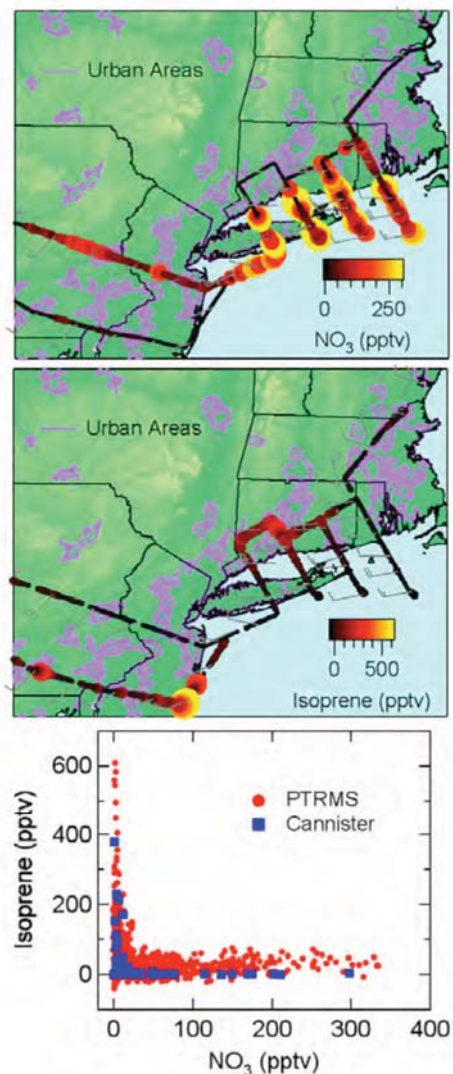 Urban Areas
0 250
NO₃ (pptv)
Urban Areas
0 500
Isoprene (pptv)
600
400
200
0
Isoprene (pptv)
PTRMS
Cannister
0 100 200 300 400
NO₃ (pptv)